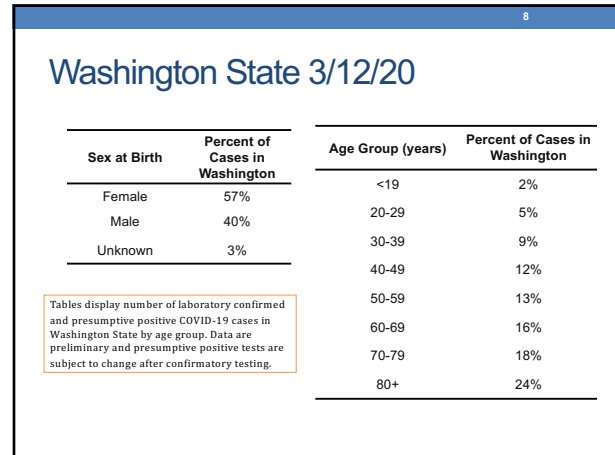 8
Washington State 3/12/20
Sex at Birth
Percent of
Cases in
Washington
Female 57%
Male 40%
Unknown 3%
Tables display number of laboratory confirmed
and presumptive positive COVID-19 cases in
Washington State by age group. Data are
preliminary and presumptive positive tests are
subject to change after confirmatory testing.
Age Group (years)
Percent of Cases in
Washington
<19 2%
20-29 5%
30-39 9%
40-49 12%
50-59 13%
60-69 16%
70-79 18%
80+ 24%